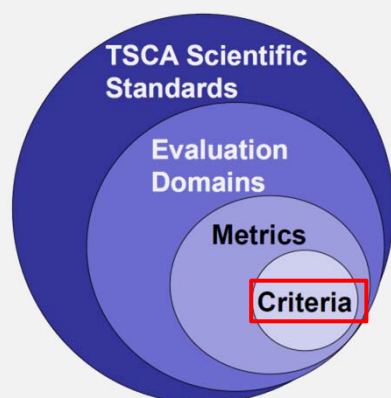 TSCA Scientific
Standards
Evaluation
Domains
Metrics
Criteria